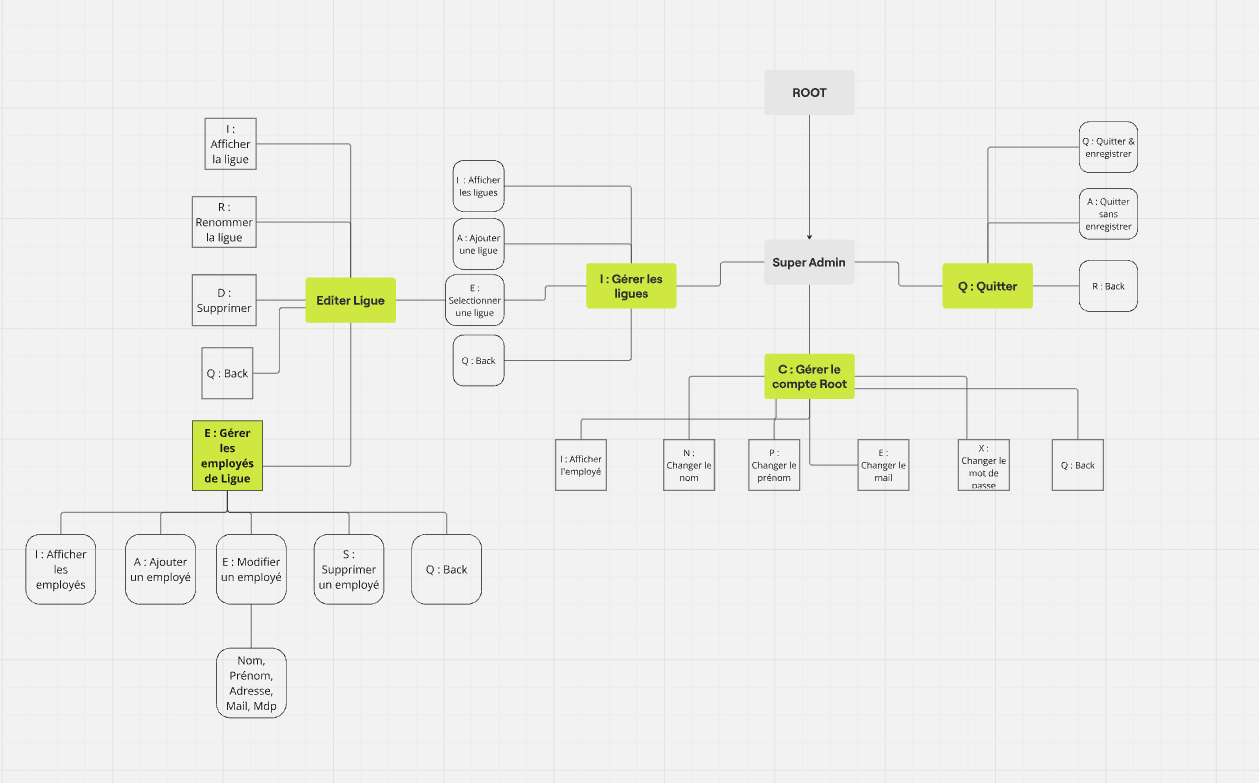 ROOT
Super Admin
I : Afficher
la ligue
R :
Renommer
la ligue
D :
Supprimer
Q : Back
Editer Ligue
E : Gérer
les
employés
de Ligue
I : Afficher
les
employés
A : Ajouter
un employé
E : Modifier
un employé
S :
Supprimer
un employé
Q : Back
Nom,
Prénom,
Adresse,
Mail, Mdp
I : Afficher
les ligues
A : Ajouter
une ligue
E :
Selectionner
une ligue
Q : Back
I : Gérer les
ligues
C : Gérer le
compte Root
I : Afficher
l'employé
N :
Changer le
nom
P :
Changer le
prénom
E :
Changer le
mail
X :
Changer le
mot de
passe
Q : Back
Q : Quitter
Q : Quitter &
enregistrer
A : Quitter
sans
enregistrer
R : Back